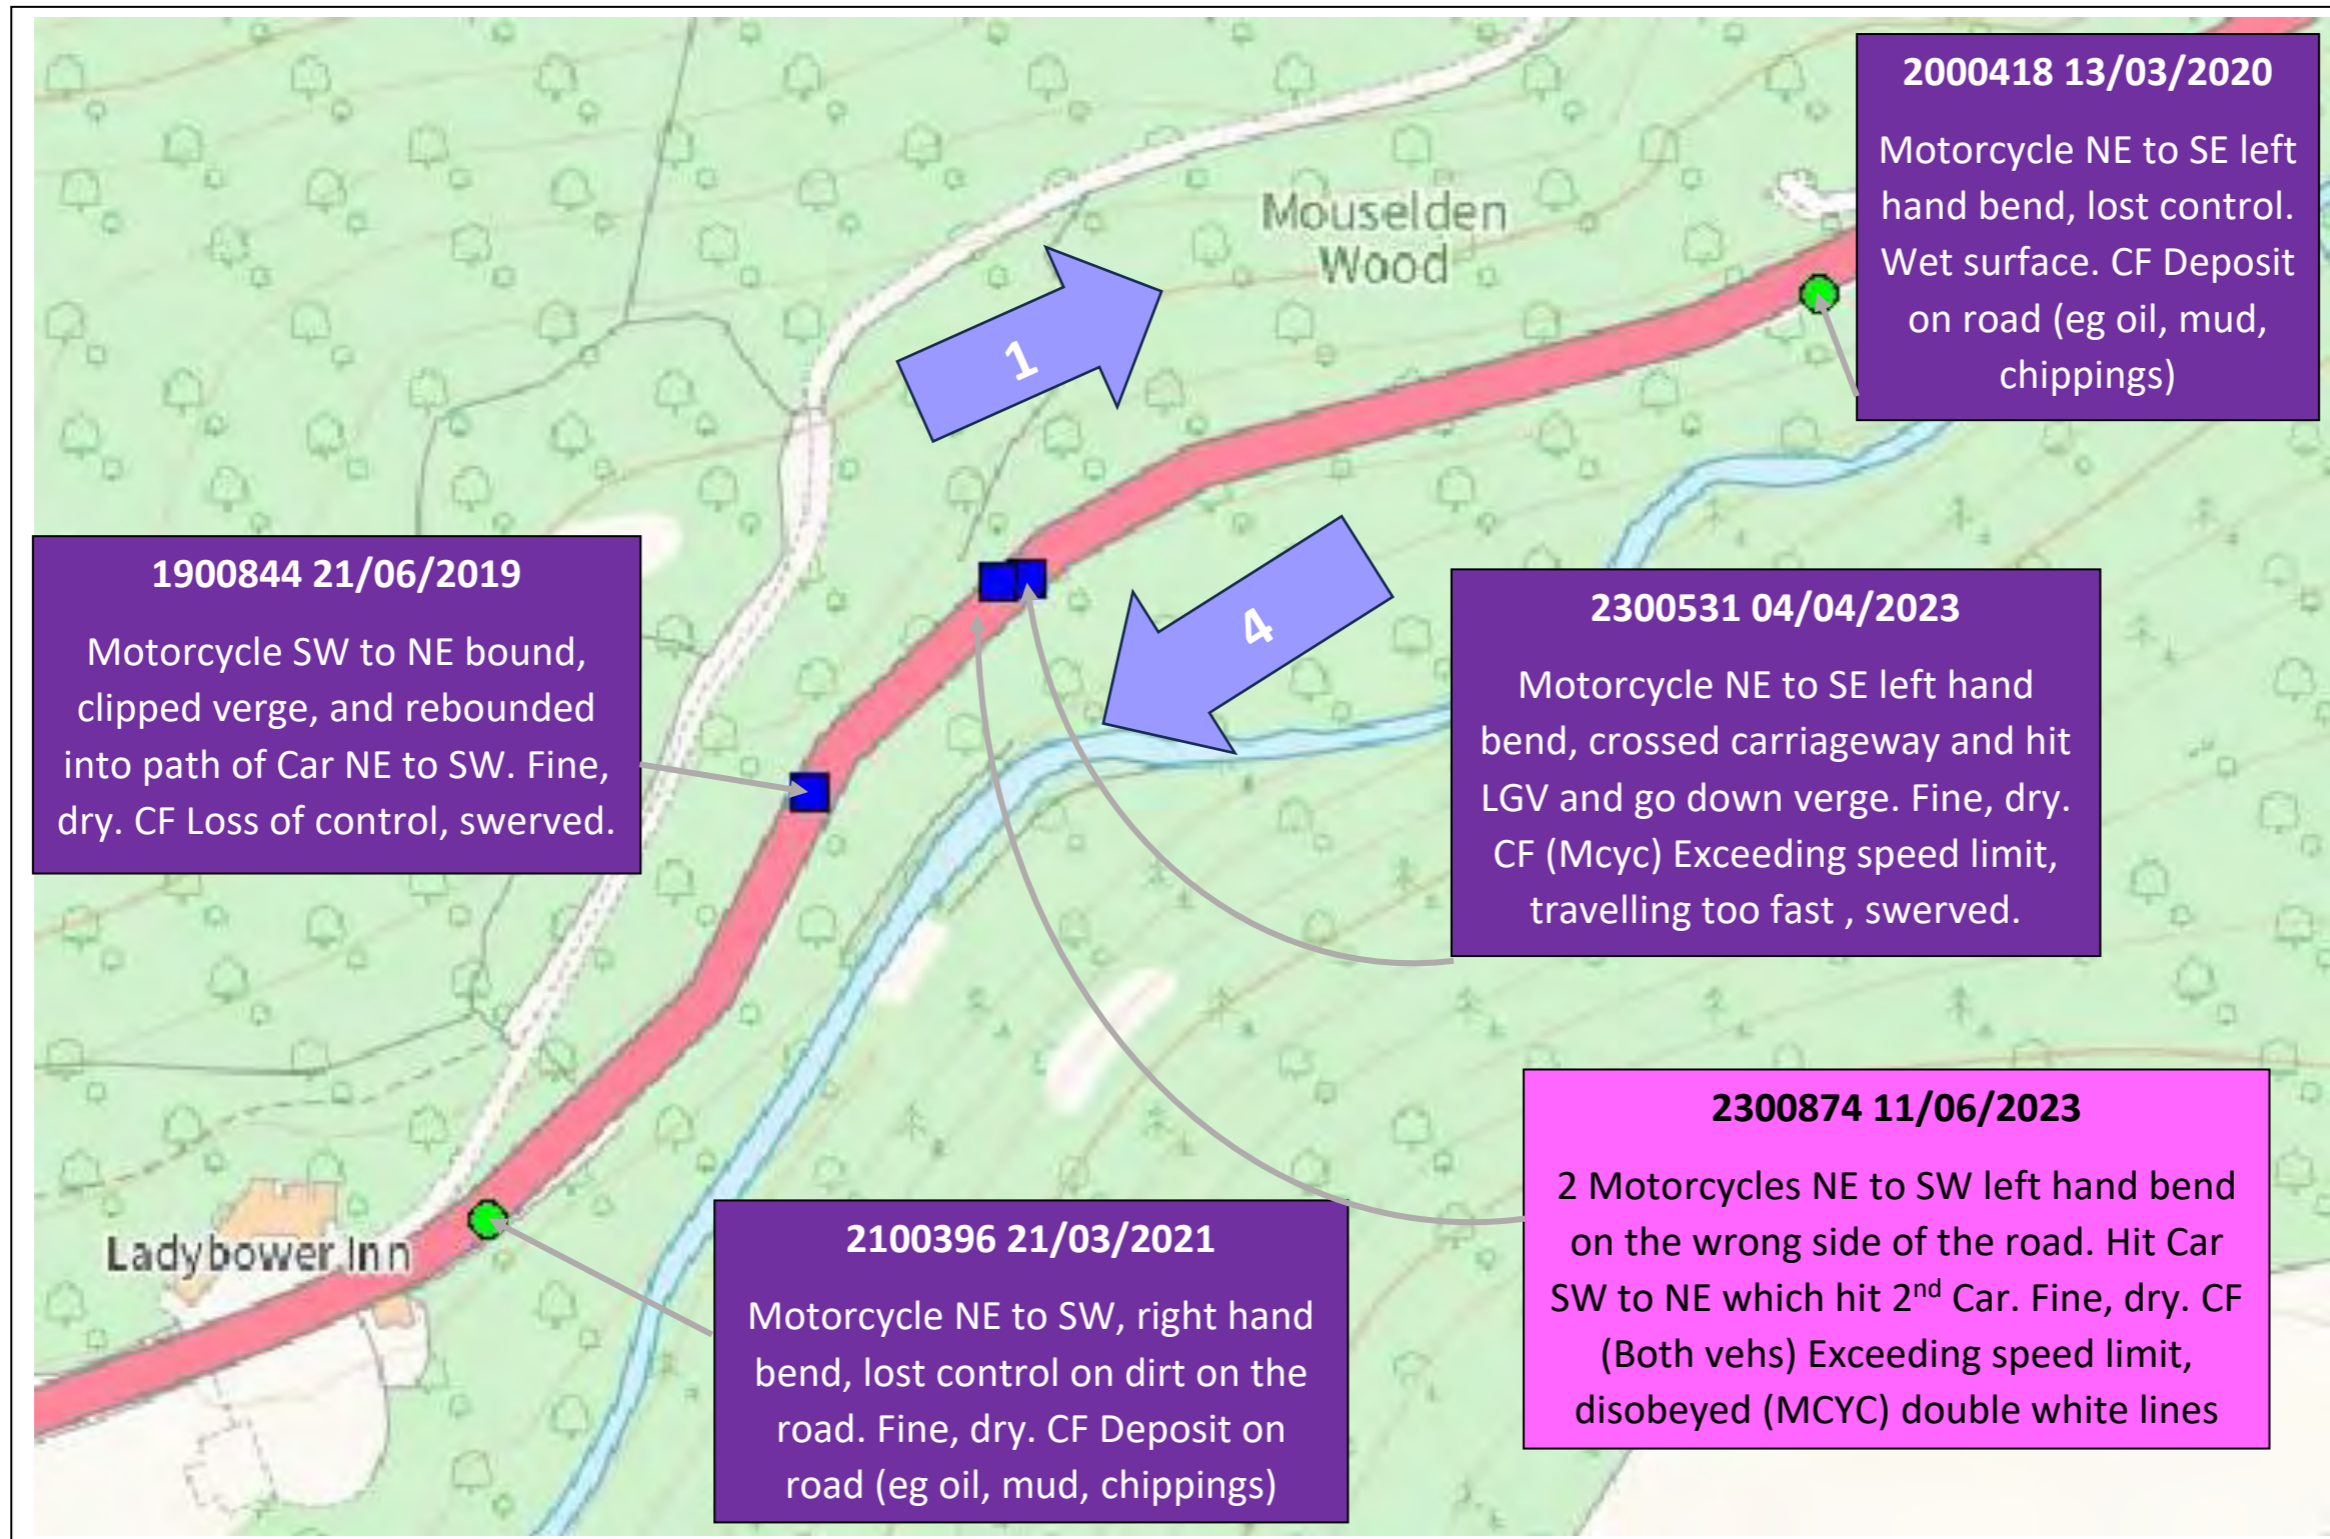 2000418 13/03/2020
Motorcycle NE to SE left
hand bend, lost control.
Wet surface. CF Deposit
on road (eg oil, mud,
chippings)
Mouselden
Wood
1
1900844 21/06/2019
Motorcycle SW to NE bound,
clipped verge, and rebounded
into path of Car NE to SW. Fine,
dry. CF Loss of control, swerved.
4
2300531 04/04/2023
Motorcycle NE to SE left hand
bend, crossed carriageway and hit
LGV and go down verge. Fine, dry.
CF (Mcyc) Exceeding speed limit,
travelling too fast , swerved.
2300874 11/06/2023
2 Motorcycles NE to SW left hand bend
on the wrong side of the road. Hit Car
SW to NE which hit 2nd Car. Fine, dry. CF
(Both vehs) Exceeding speed limit,
disobeyed (MCYC) double white lines
Ladybower Inn
2100396 21/03/2021
Motorcycle NE to SW, right hand
bend, lost control on dirt on the
road. Fine, dry. CF Deposit on
road (eg oil, mud, chippings)